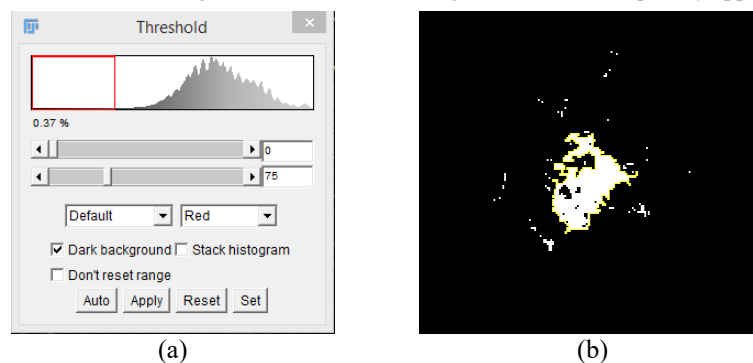 Threshold
0.37 %
0
75
Default Red
Dark background Stack histogram
Don't reset range
Auto Apply Reset Set
(a) (b)